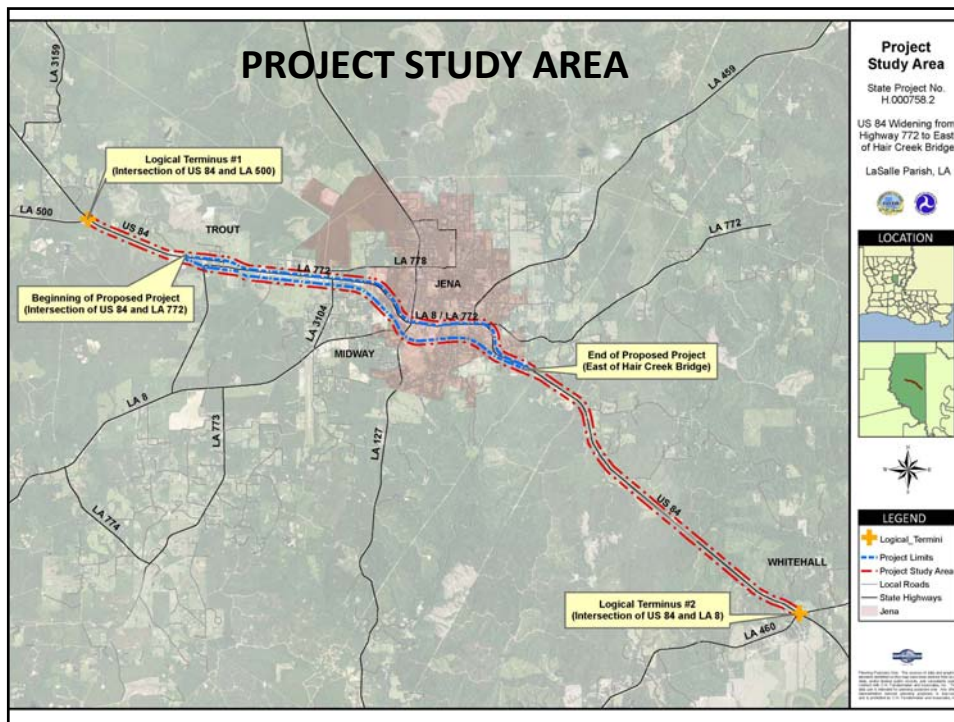 PROJECT STUDY AREA
LA 3159
LA 459
Logical Terminus #1
(Intersection of US 84 and LA 500)
LA 500
US 84
TROUT
LA 772
LA 778
LA 772
JENA
Beginning of Proposed Project
(Intersection of US 84 and LA 772)
LA 8 / LA 772
LA 3104
MIDWAY
End of Proposed Project
(East of Hair Creek Bridge)
LA 8
LA 773
LA 127
LA 774
US 84
WHITEHALL
Logical Terminus #2
(Intersection of US 84 and LA 8)
LA 460
Project
Study Area
State Project No.
H.000758.2
US 84 Widening from
Highway 772 to East
of Hair Creek Bridge
LaSalle Parish, LA
LOCATION
LEGEND
Logical_Termini
Project Limits
Project Study Area
Local Roads
State Highways
Jena